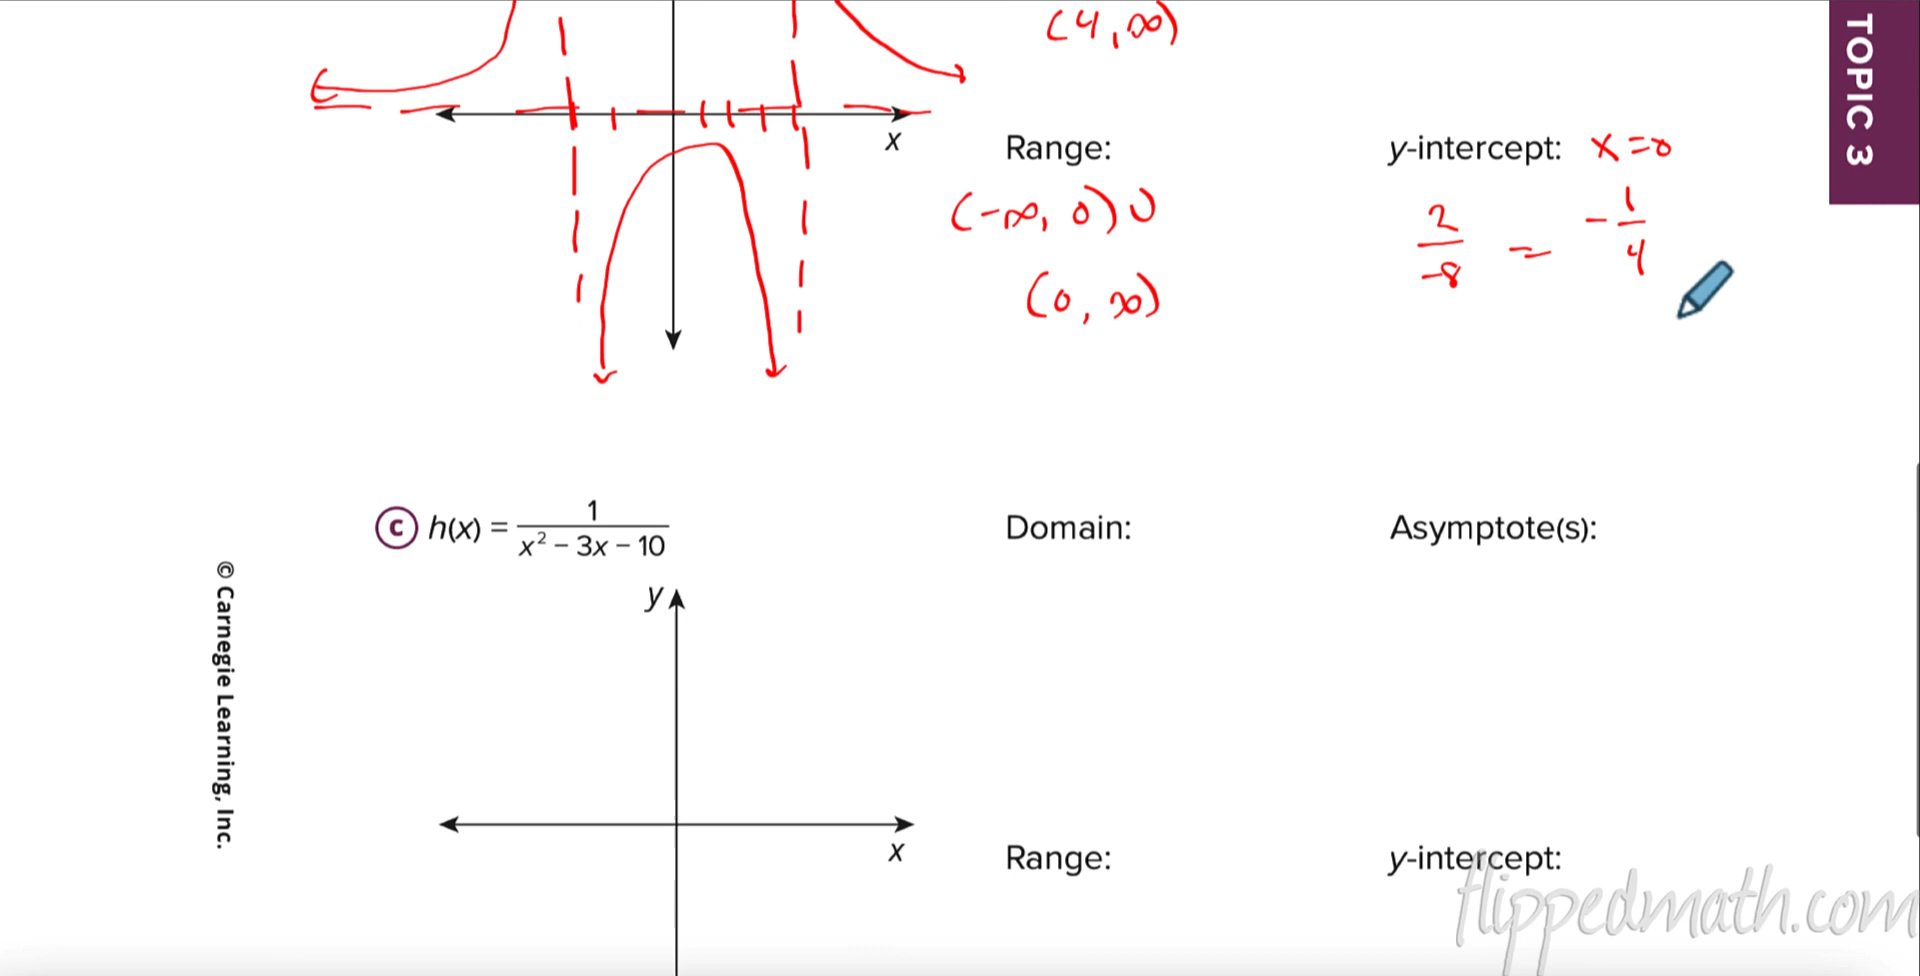 (4, ∞)
TOPIC 3
x
Range:
y-intercept: x = 0
(-∞, 0) ∪
(0, ∞)
2/-8 = -1/4
c h(x) = 1/(x² − 3x − 10)
Domain:
Asymptote(s):
y
x
Range:
y-intercept:
© Carnegie Learning, Inc.
flippedmath.com